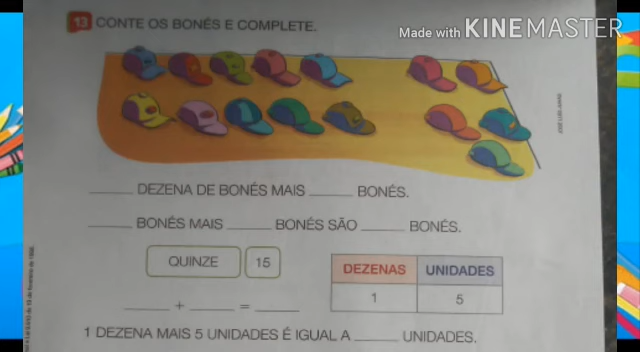 Made with KINEMASTER
13 CONTE OS BONÉS E COMPLETE.
_____ DEZENA DE BONÉS MAIS _____ BONÉS.
_____ BONÉS MAIS _____ BONÉS SÃO _____ BONÉS.
QUINZE 15
DEZENAS UNIDADES
1 5
_____ + _____ = _____
1 DEZENA MAIS 5 UNIDADES É IGUAL A _____ UNIDADES.